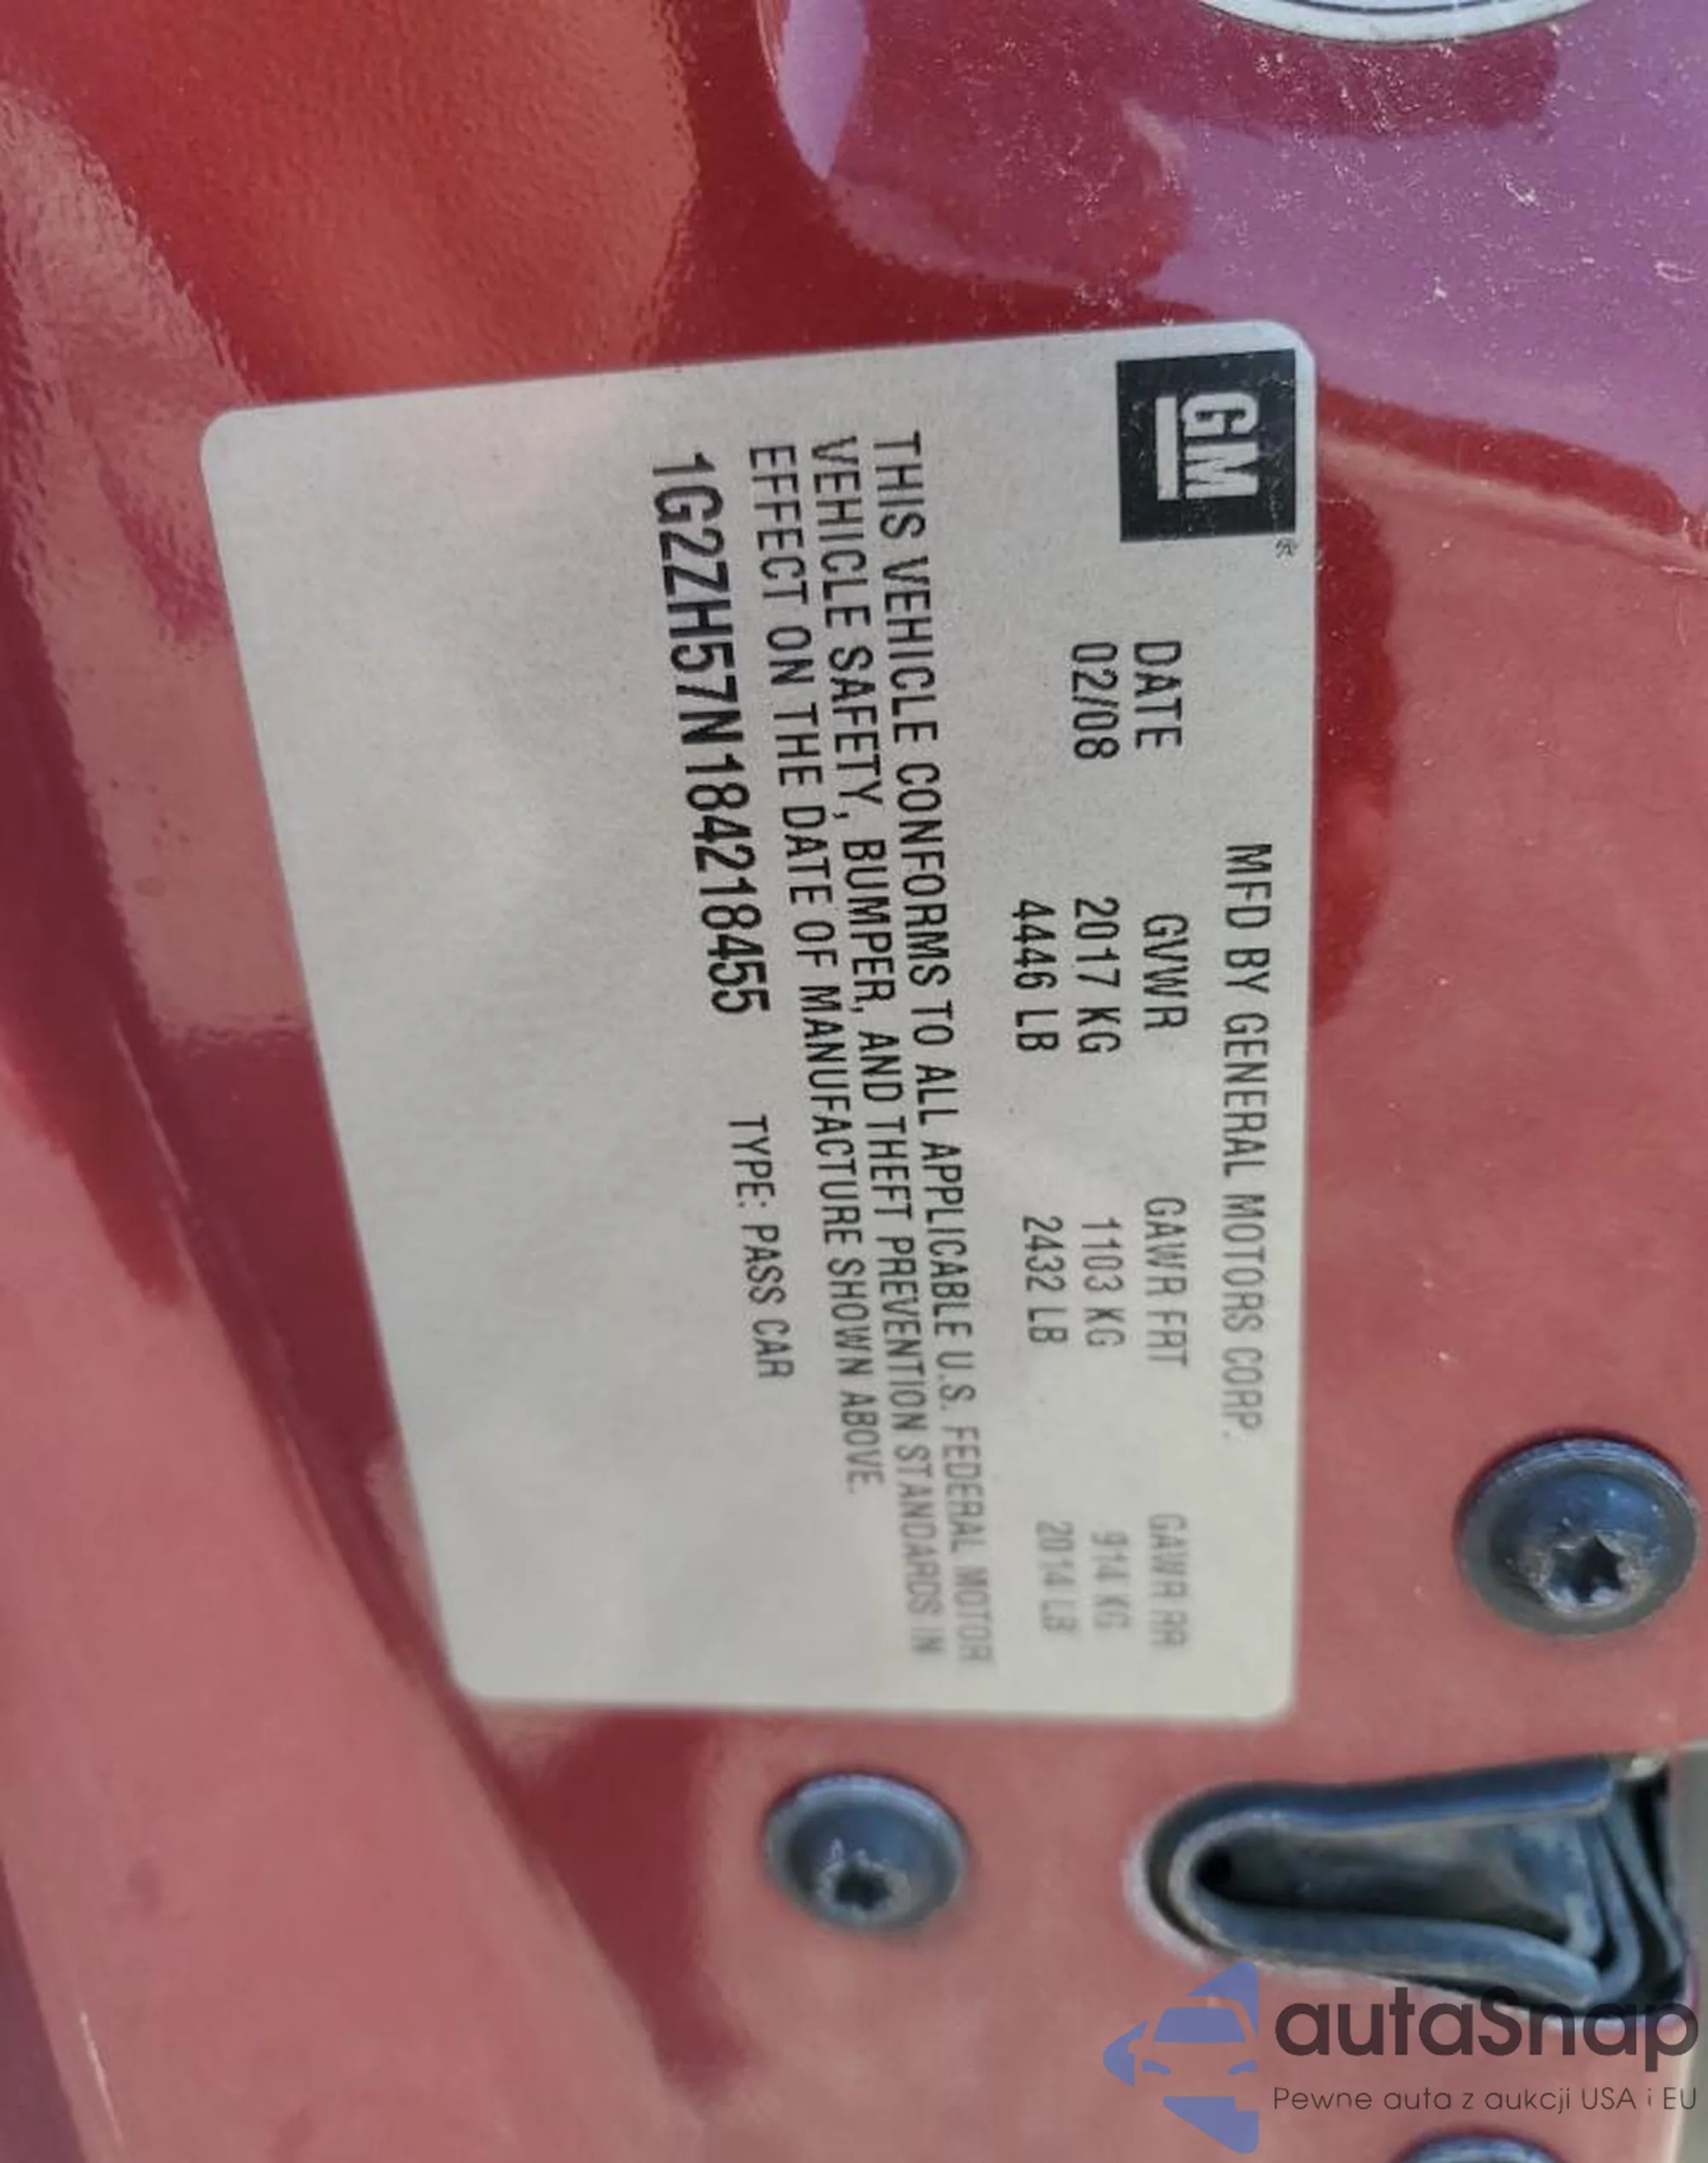 GM
MFD BY GENERAL MOTORS CORP.
DATE GVWR GAWR FRT GAWR RR
02/08 2017 KG 1103 KG 914 KG
4446 LB 2432 LB 2014 LB
THIS VEHICLE CONFORMS TO ALL APPLICABLE U.S. FEDERAL MOTOR
VEHICLE SAFETY, BUMPER, AND THEFT PREVENTION STANDARDS IN
EFFECT ON THE DATE OF MANUFACTURE SHOWN ABOVE.
1G2ZH57N184218455 TYPE: PASS CAR
autaSnap
Pewne auta z aukcji USA i EU